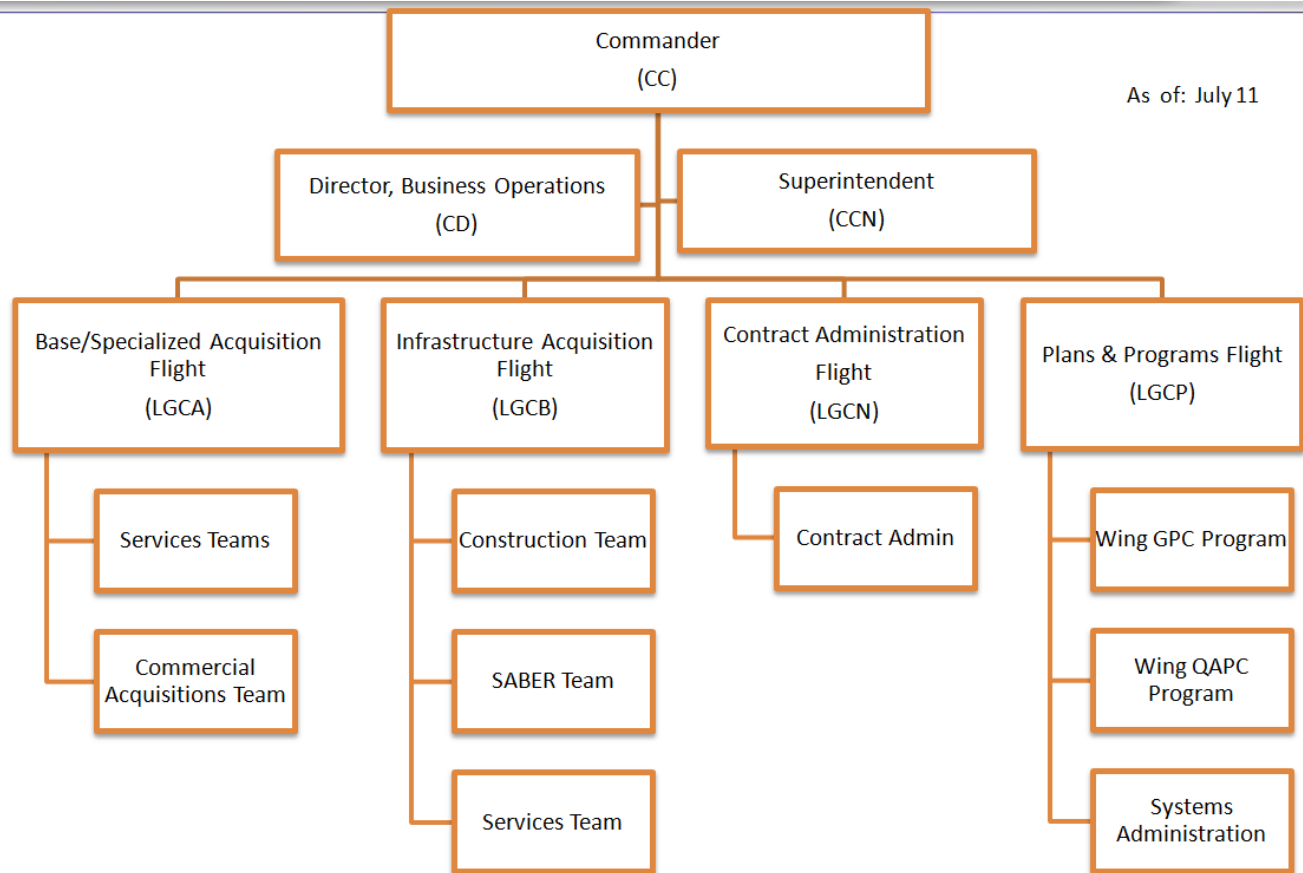 Commander
(CC)
As of: July 11
Director, Business Operations
(CD)
Superintendent
(CCN)
Base/Specialized Acquisition
Flight
(LGCA)
Infrastructure Acquisition
Flight
(LGCB)
Contract Administration
Flight
(LGCN)
Plans & Programs Flight
(LGCP)
Services Teams
Commercial
Acquisitions Team
Construction Team
SABER Team
Services Team
Contract Admin
Wing GPC Program
Wing QAPC
Program
Systems
Administration